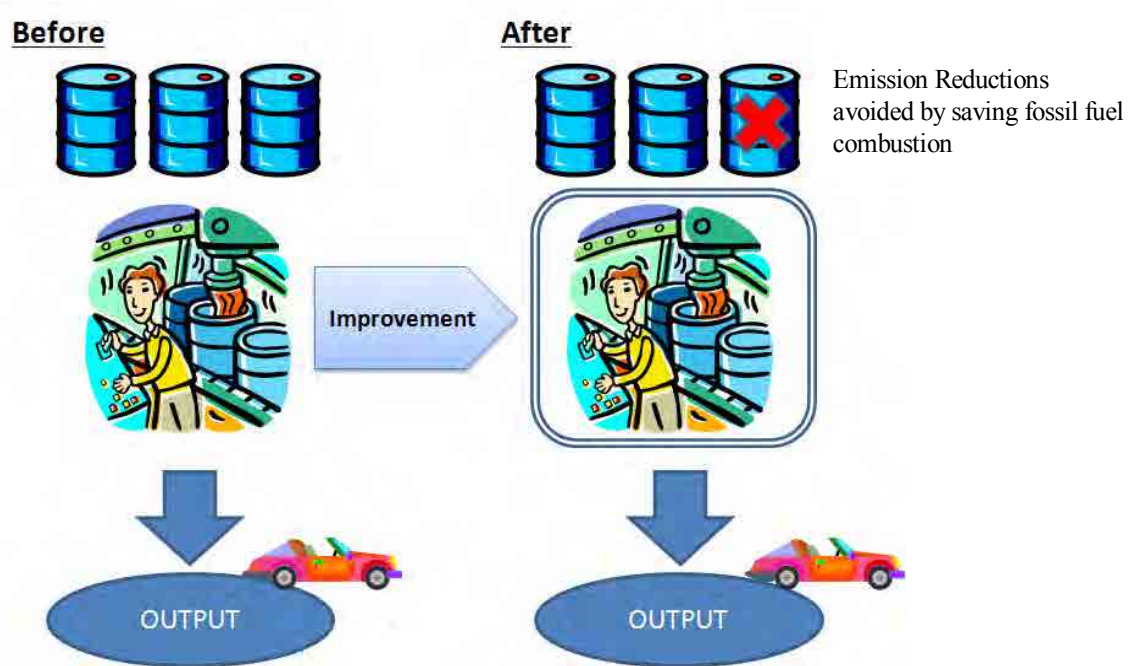 Before
After
Emission Reductions
avoided by saving fossil fuel
combustion
Improvement
OUTPUT
OUTPUT